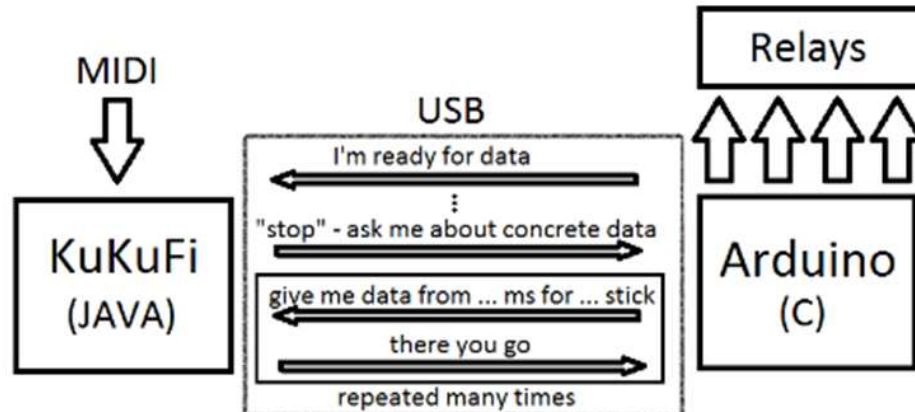 MIDI
KuKuFi
(JAVA)
USB
I'm ready for data
"stop" - ask me about concrete data
give me data from ... ms for ... stick
there you go
repeated many times
Relays
Arduino
(C)